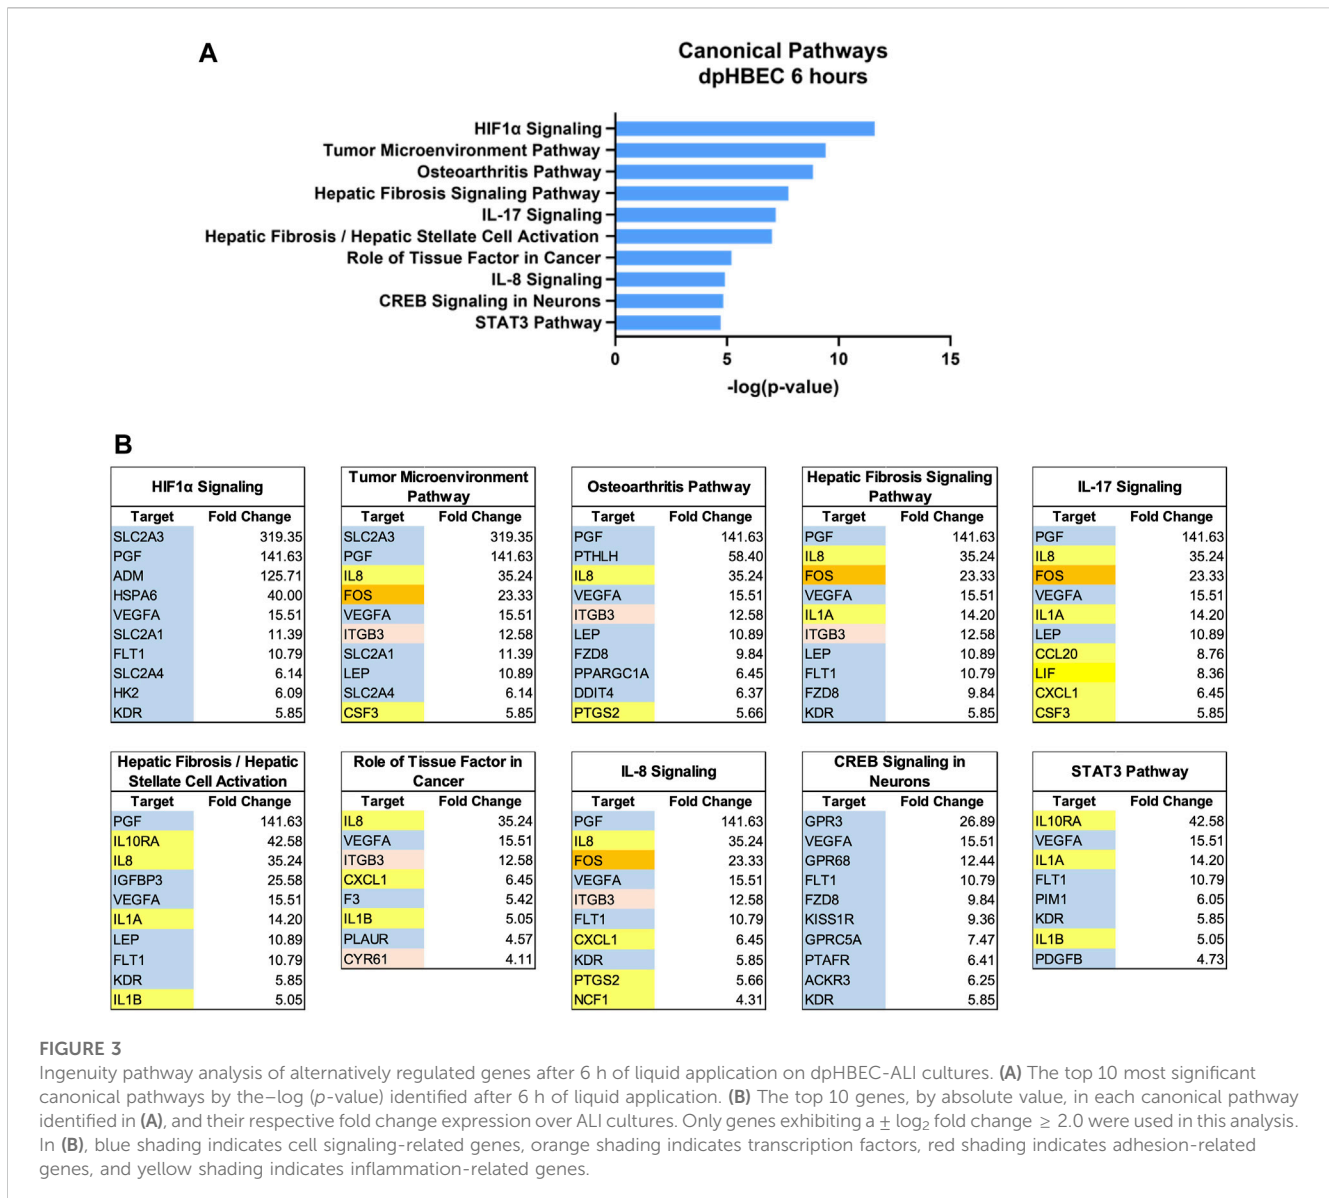 A
Canonical Pathways
dpHBEC 6 hours
HIF1α Signaling
Tumor Microenvironment Pathway
Osteoarthritis Pathway
Hepatic Fibrosis Signaling Pathway
IL-17 Signaling
Hepatic Fibrosis / Hepatic Stellate Cell Activation
Role of Tissue Factor in Cancer
IL-8 Signaling
CREB Signaling in Neurons
STAT3 Pathway
0 5 10 15
-log(p-value)
B
HIF1α Signaling
Target Fold Change
SLC2A3 319.35
PGF 141.63
ADM 125.71
HSPA6 40.00
VEGFA 15.51
SLC2A1 11.39
FLT1 10.79
SLC2A4 6.14
HK2 6.09
KDR 5.85
Tumor Microenvironment
Pathway
Target Fold Change
SLC2A3 319.35
PGF 141.63
IL8 35.24
FOS 23.33
VEGFA 15.51
ITGB3 12.58
SLC2A1 11.39
LEP 10.89
SLC2A4 6.14
CSF3 5.85
Osteoarthritis Pathway
Target Fold Change
PGF 141.63
PTHLH 58.40
IL8 35.24
VEGFA 15.51
ITGB3 12.58
LEP 10.89
FZD8 9.84
PPARGC1A 6.45
DDIT4 6.37
PTGS2 5.66
Hepatic Fibrosis Signaling
Pathway
Target Fold Change
PGF 141.63
IL8 35.24
FOS 23.33
VEGFA 15.51
IL1A 14.20
ITGB3 12.58
LEP 10.89
FLT1 10.79
FZD8 9.84
KDR 5.85
IL-17 Signaling
Target Fold Change
PGF 141.63
IL8 35.24
FOS 23.33
VEGFA 15.51
IL1A 14.20
LEP 10.89
CCL20 8.76
LIF 8.36
CXCL1 6.45
CSF3 5.85
Hepatic Fibrosis / Hepatic
Stellate Cell Activation
Target Fold Change
PGF 141.63
IL10RA 42.58
IL8 35.24
IGFBP3 25.58
VEGFA 15.51
IL1A 14.20
LEP 10.89
FLT1 10.79
KDR 5.85
IL1B 5.05
Role of Tissue Factor in
Cancer
Target Fold Change
IL8 35.24
VEGFA 15.51
ITGB3 12.58
CXCL1 6.45
F3 5.42
IL1B 5.05
PLAUR 4.57
CYR61 4.11
IL-8 Signaling
Target Fold Change
PGF 141.63
IL8 35.24
FOS 23.33
VEGFA 15.51
ITGB3 12.58
FLT1 10.79
CXCL1 6.45
KDR 5.85
PTGS2 5.66
NCF1 4.31
CREB Signaling in
Neurons
Target Fold Change
GPR3 26.89
VEGFA 15.51
GPR68 12.44
FLT1 10.79
FZD8 9.84
KISS1R 9.36
GPRC5A 7.47
PTAFR 6.41
ACKR3 6.25
KDR 5.85
STAT3 Pathway
Target Fold Change
IL10RA 42.58
VEGFA 15.51
IL1A 14.20
FLT1 10.79
PIM1 6.05
KDR 5.85
IL1B 5.05
PDGFB 4.73
FIGURE 3
Ingenuity pathway analysis of alternatively regulated genes after 6 h of liquid application on dpHBEC-ALI cultures. (A) The top 10 most significant
canonical pathways by the–log (p-value) identified after 6 h of liquid application. (B) The top 10 genes, by absolute value, in each canonical pathway
identified in (A), and their respective fold change expression over ALI cultures. Only genes exhibiting a ± log₂ fold change ≥ 2.0 were used in this analysis.
In (B), blue shading indicates cell signaling-related genes, orange shading indicates transcription factors, red shading indicates adhesion-related
genes, and yellow shading indicates inflammation-related genes.